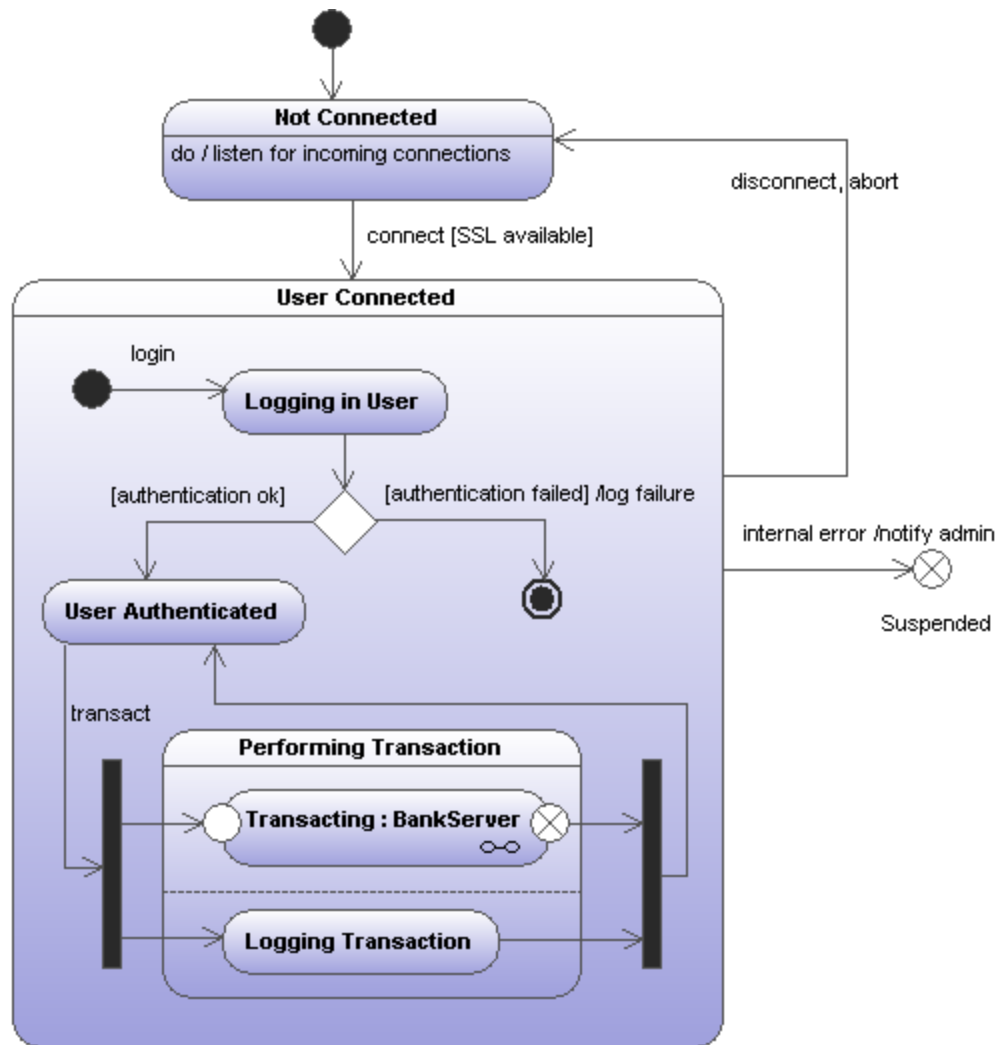 Not Connected
do / listen for incoming connections
disconnect, abort
connect [SSL available]
User Connected
login
Logging in User
[authentication ok]
[authentication failed] /log failure
internal error /notify admin
User Authenticated
Suspended
transact
Performing Transaction
Transacting : BankServer
Logging Transaction